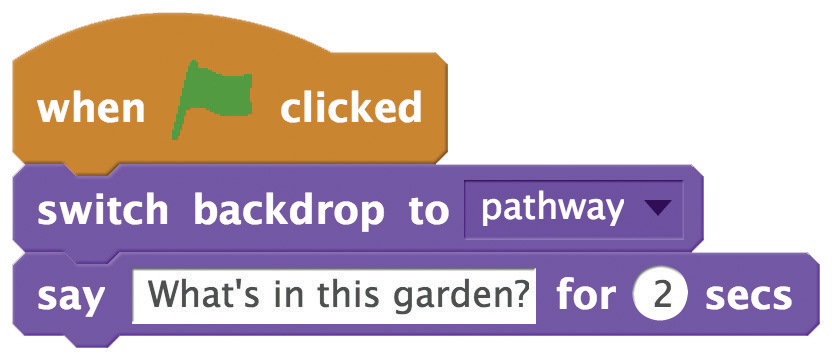 when clicked
switch backdrop to pathway
say What's in this garden? for 2 secs